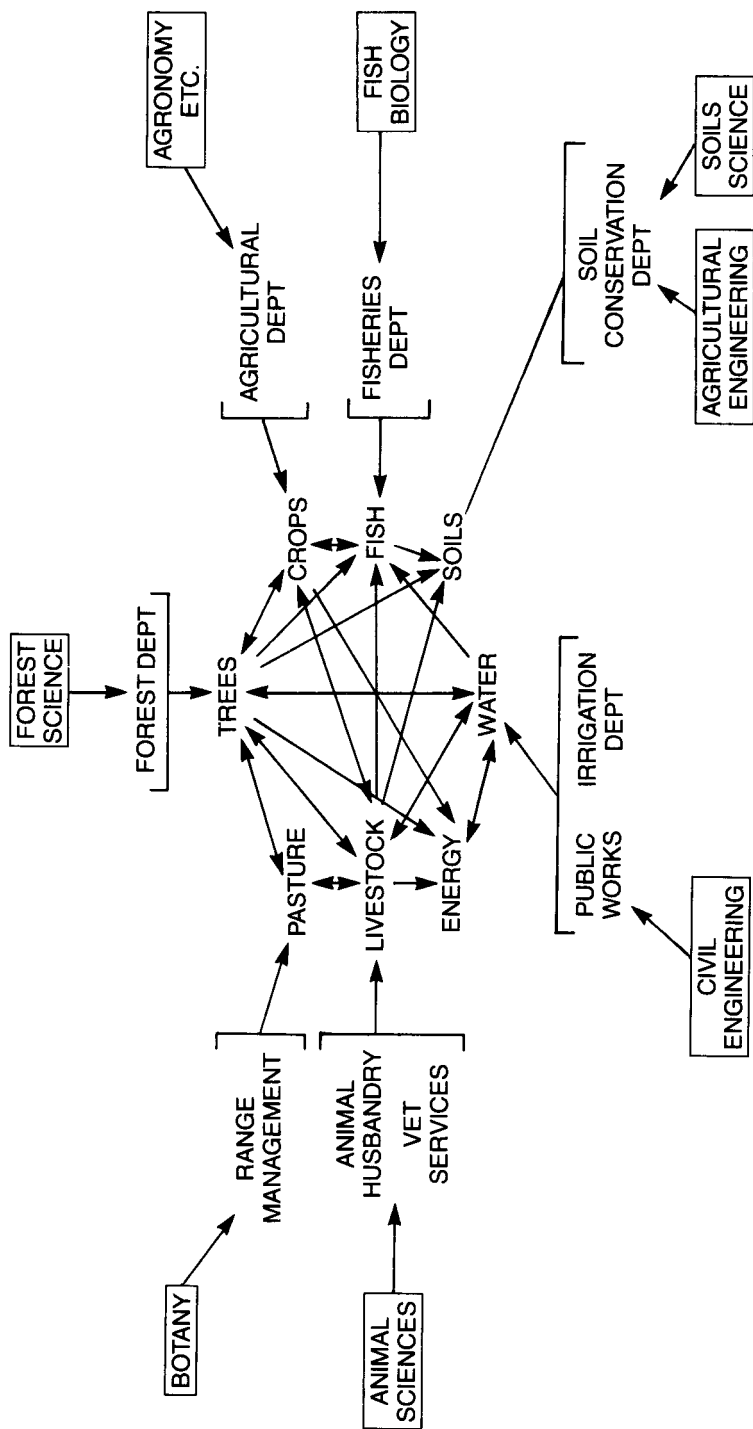 FOREST
SCIENCE
FOREST DEPT
TREES
BOTANY
RANGE
MANAGEMENT
PASTURE
CROPS
AGRICULTURAL
DEPT
AGRONOMY
ETC.
ANIMAL
SCIENCES
ANIMAL
HUSBANDRY
VET
SERVICES
LIVESTOCK
FISH
FISHERIES
DEPT
FISH
BIOLOGY
ENERGY
WATER
SOILS
PUBLIC
WORKS
IRRIGATION
DEPT
CIVIL
ENGINEERING
SOIL
CONSERVATION
DEPT
AGRICULTURAL
ENGINEERING
SOILS
SCIENCE